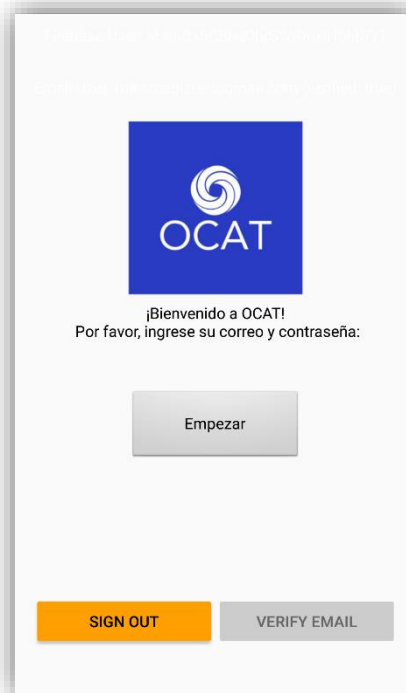 OCAT
¡Bienvenido a OCAT!
Por favor, ingrese su correo y contraseña:
Empezar
SIGN OUT
VERIFY EMAIL